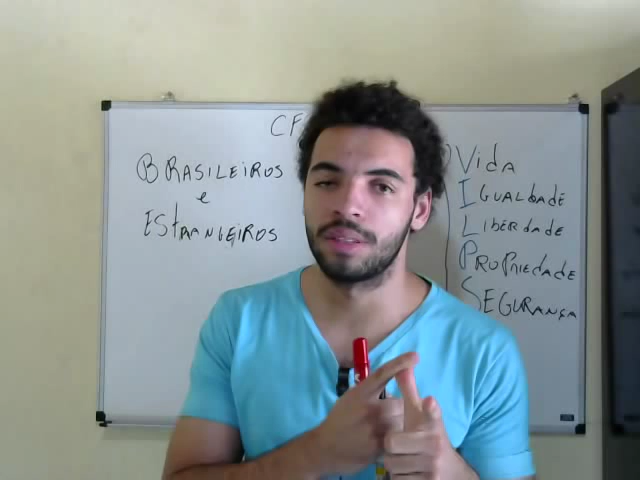 CF
BRASILEIROS
e
EStRANGEIROS
VidA
IGUALdAdE
LIbERdAdE
PROPRIEdAdE
SEGURANÇA